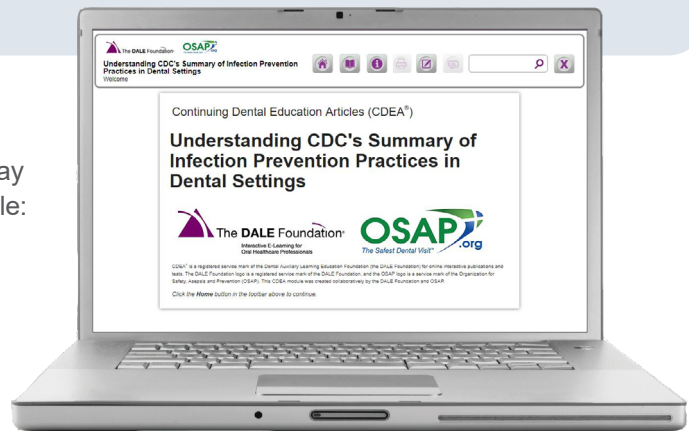 ay
le:
The DALE Foundation
OSAP.org
Understanding CDC's Summary of Infection Prevention
Practices in Dental Settings
Welcome
X
Continuing Dental Education Articles (CDEA®)
Understanding CDC's Summary of
Infection Prevention Practices in
Dental Settings
The DALE Foundation
Interactive E-Learning for
Oral Healthcare Professionals
OSAP.org
The Safest Dental Visit™
CDEA® is a registered service mark of the Dental Auxiliary Learning Education Foundation (the DALE Foundation) for online interactive publications and
tests. The DALE Foundation logo is a registered service mark of the DALE Foundation, and the OSAP logo is a service mark of the Organization for
Safety, Asepsis and Prevention (OSAP). This CDEA module was created collaboratively by the DALE Foundation and OSAP.
Click the Home button in the toolbar above to continue.